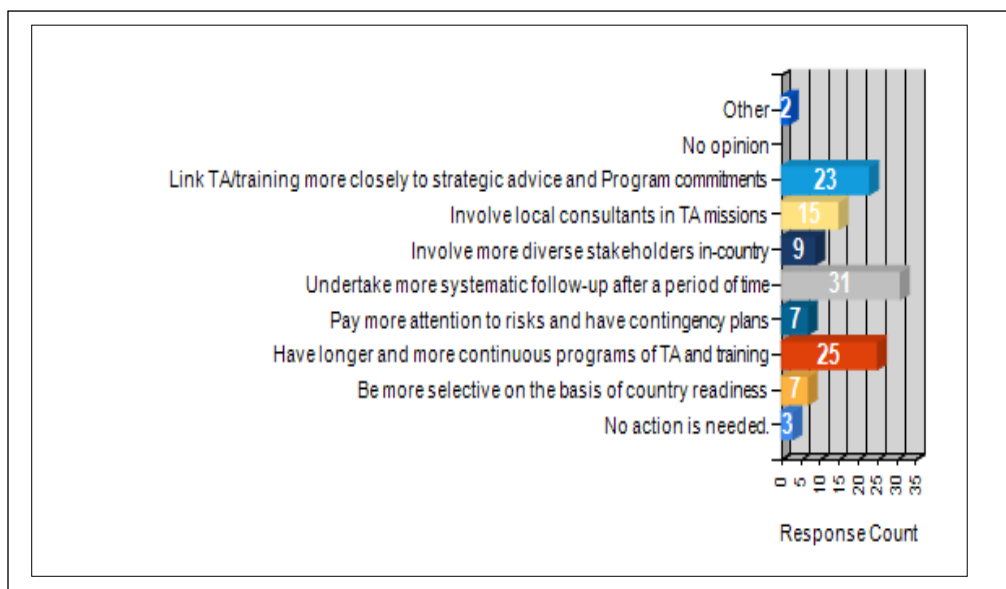 Other
2
No opinion
Link TA/training more closely to strategic advice and Program commitments
23
Involve local consultants in TA missions
15
Involve more diverse stakeholders in-country
9
Undertake more systematic follow-up after a period of time
31
Pay more attention to risks and have contingency plans
7
Have longer and more continuous programs of TA and training
25
Be more selective on the basis of country readiness
7
No action is needed.
3
0 5 10 15 20 25 30 35
Response Count